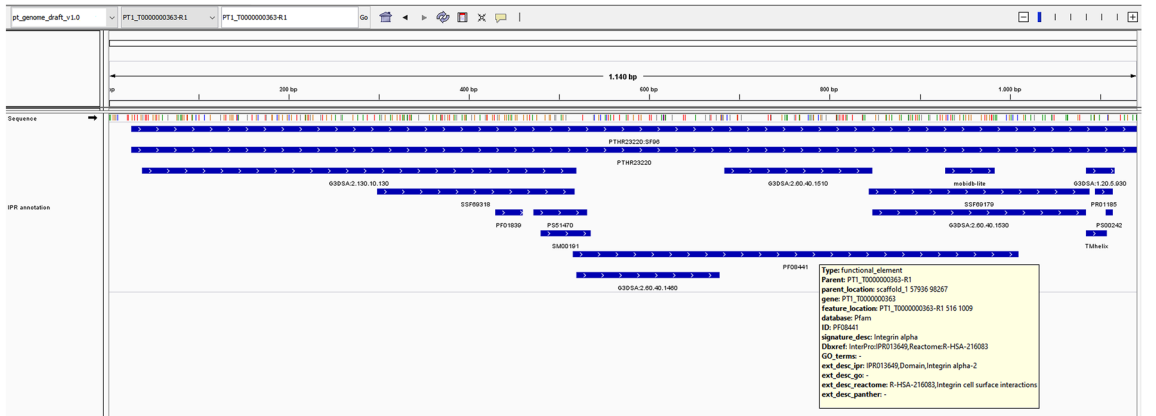 pt_genome_draft_v1.0 PT1_T0000000363-R1 PT1_T0000000363-R1 Go
1.140 bp
bp 200 bp 400 bp 600 bp 800 bp 1.000 bp
Sequence
PTHR23220:SF96
PTHR23220
G3DSA:2.130.10.130 G3DSA:2.60.40.1510 mobidb-lite G3DSA:1.20.5.930
SSF69318 SSF69179 PR01185
IPR annotation
PF01839 PS51470 G3DSA:2.60.40.1530 PS00242
SM00191 TMhelix
PF08441
G3DSA:2.60.40.1460
Type: functional_element
Parent: PT1_T0000000363-R1
parent_location: scaffold_1 57936 98267
gene: PT1_T0000000363
feature_location: PT1_T0000000363-R1 516 1009
database: Pfam
ID: PF08441
signature_desc: Integrin alpha
Dbxref: InterPro:IPR013649,Reactome:R-HSA-216083
GO_terms: -
ext_desc_ipr: IPR013649,Domain,Integrin alpha-2
ext_desc_go: -
ext_desc_reactome: R-HSA-216083,Integrin cell surface interactions
ext_desc_panther: -